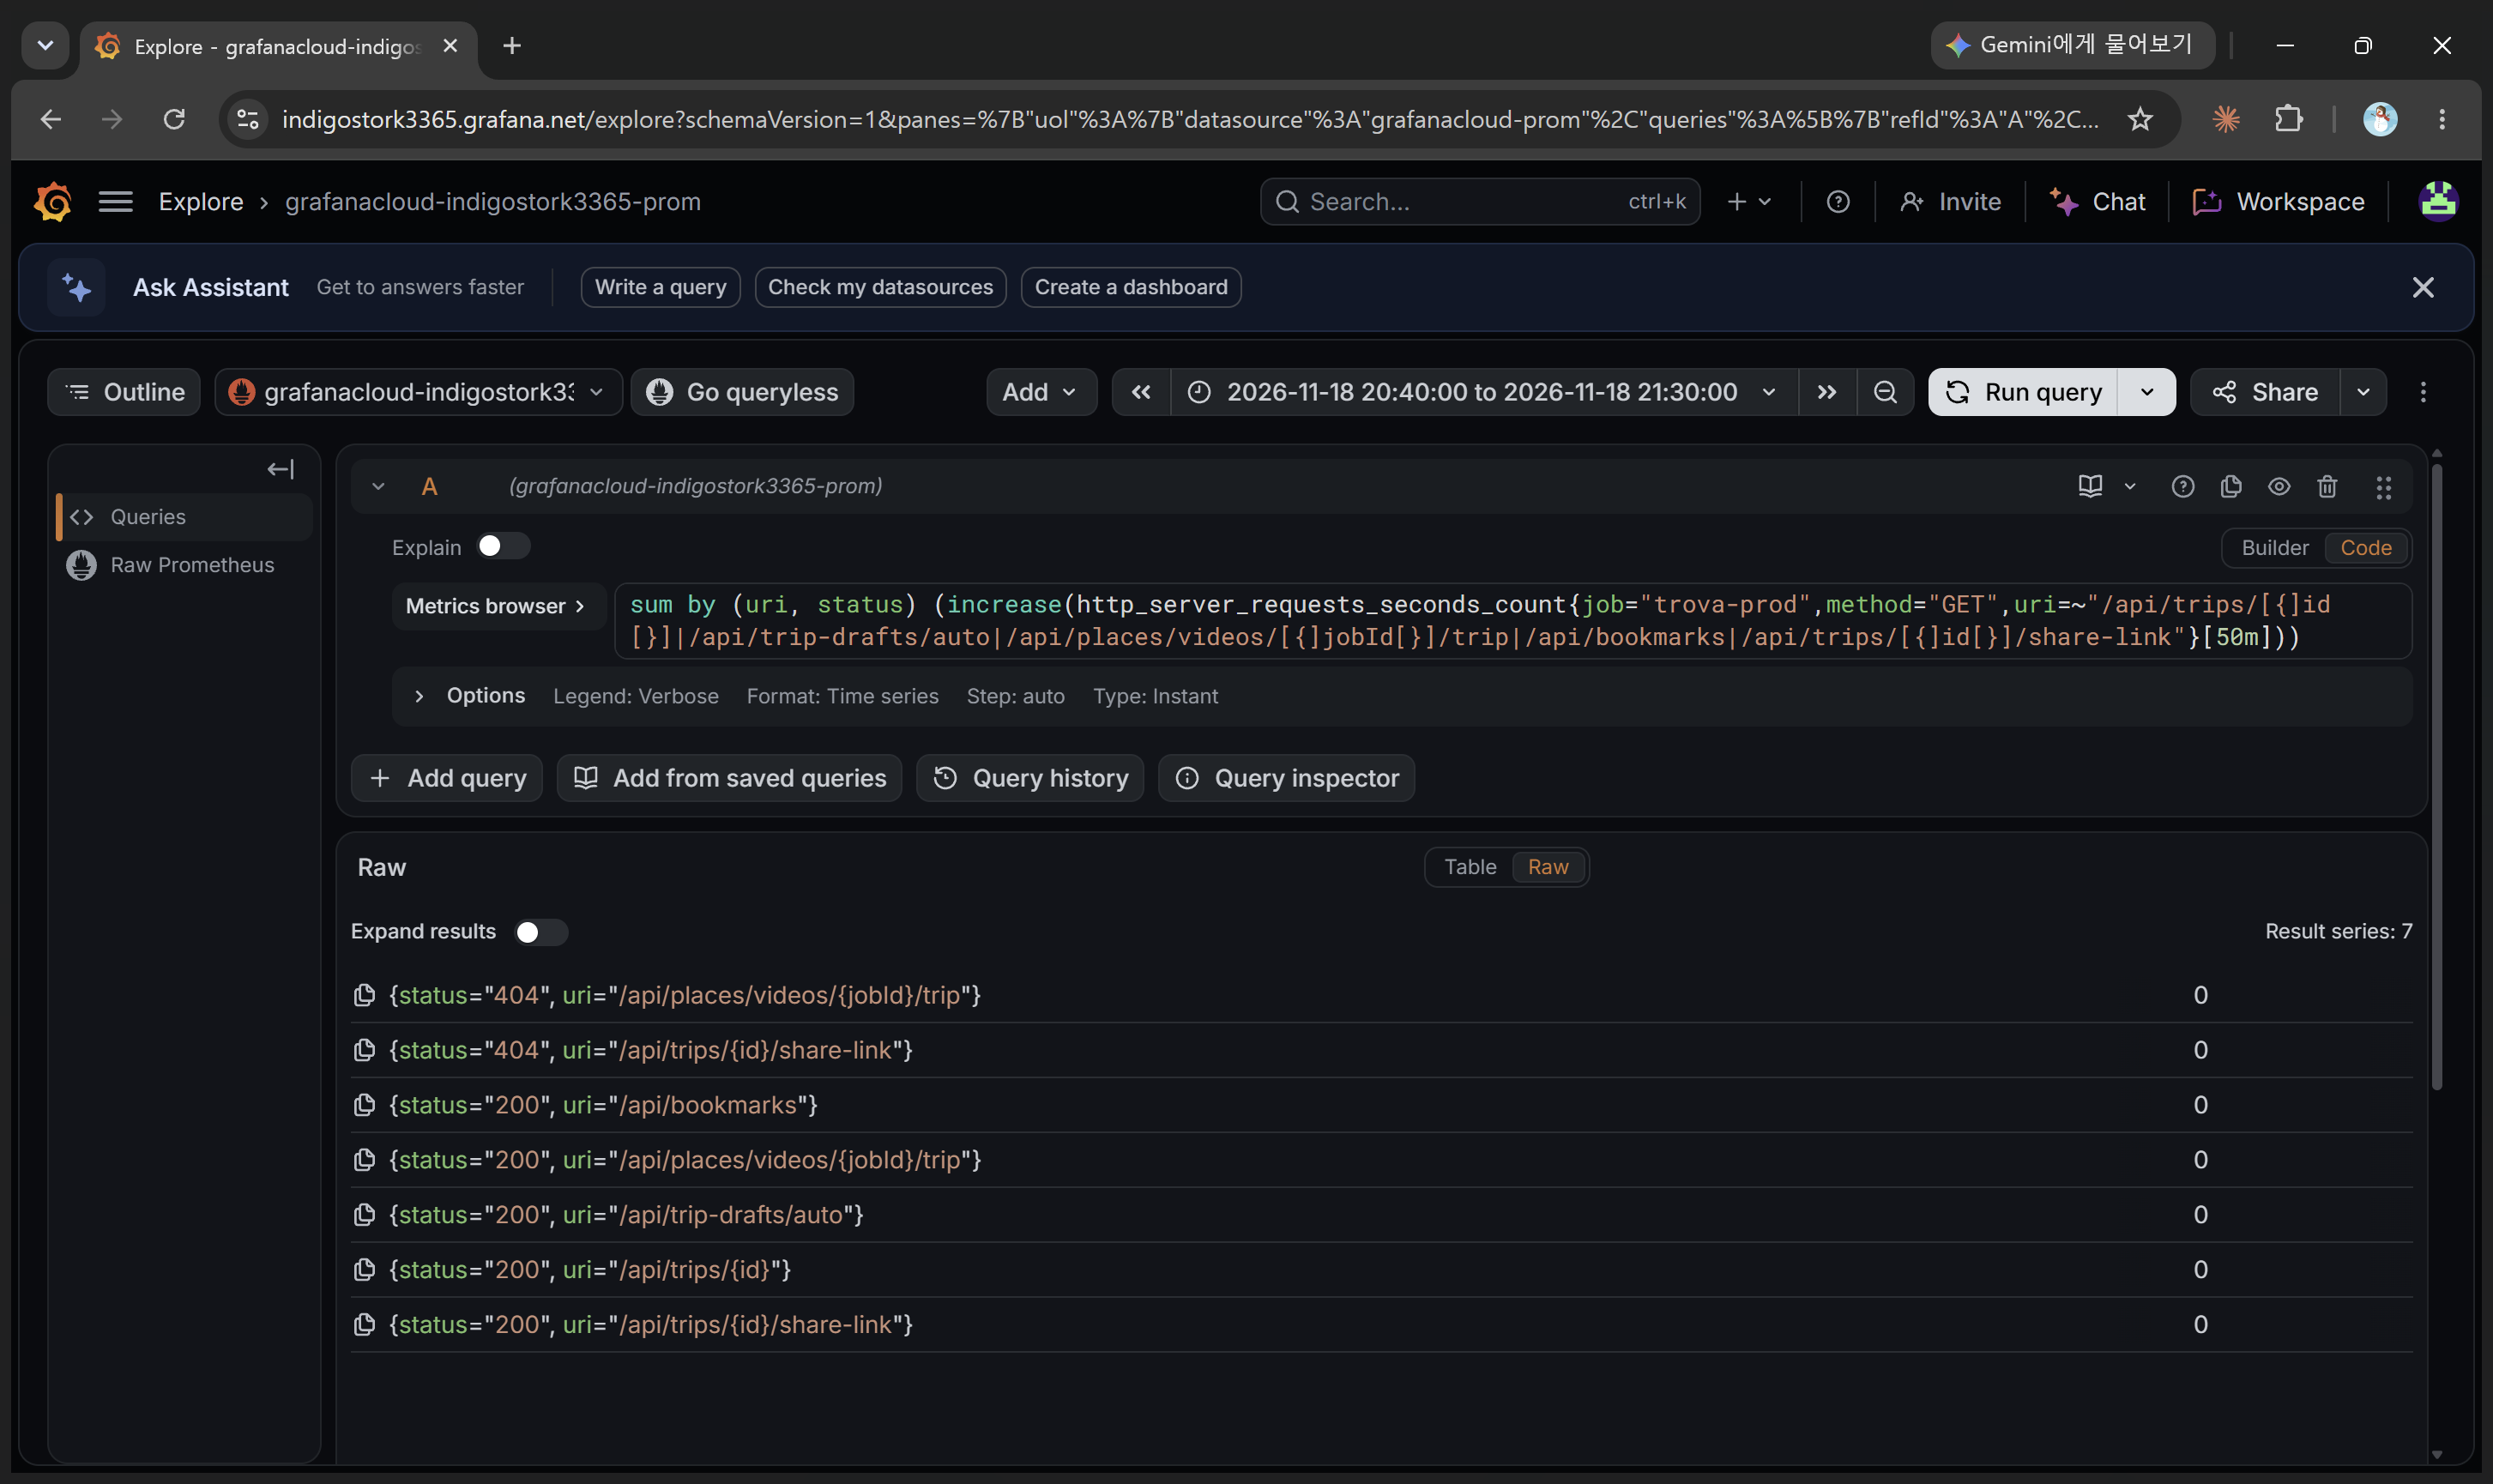 Explore - grafanacloud-indigos
Gemini에게 물어보기
indigostork3365.grafana.net/explore?schemaVersion=1&panes=%7B"uol"%3A%7B"datasource"%3A"grafanacloud-prom"%2C"queries"%3A%5B%7B"refId"%3A"A"%2C...
Explore › grafanacloud-indigostork3365-prom
Search... ctrl+k
Invite
Chat
Workspace
Ask Assistant Get to answers faster
Write a query
Check my datasources
Create a dashboard
Outline
grafanacloud-indigostork33
Go queryless
Add
2026-11-18 20:40:00 to 2026-11-18 21:30:00
Run query
Share
Queries
Raw Prometheus
A (grafanacloud-indigostork3365-prom)
Explain
Builder Code
Metrics browser >
sum by (uri, status) (increase(http_server_requests_seconds_count{job="trova-prod",method="GET",uri=~"/api/trips/[{]id
[}]|/api/trip-drafts/auto|/api/places/videos/[{]jobId[}]/trip|/api/bookmarks|/api/trips/[{]id[}]/share-link"}[50m]))
Options Legend: Verbose Format: Time series Step: auto Type: Instant
Add query
Add from saved queries
Query history
Query inspector
Raw
Table Raw
Expand results
Result series: 7
{status="404", uri="/api/places/videos/{jobId}/trip"} 0
{status="404", uri="/api/trips/{id}/share-link"} 0
{status="200", uri="/api/bookmarks"} 0
{status="200", uri="/api/places/videos/{jobId}/trip"} 0
{status="200", uri="/api/trip-drafts/auto"} 0
{status="200", uri="/api/trips/{id}"} 0
{status="200", uri="/api/trips/{id}/share-link"} 0